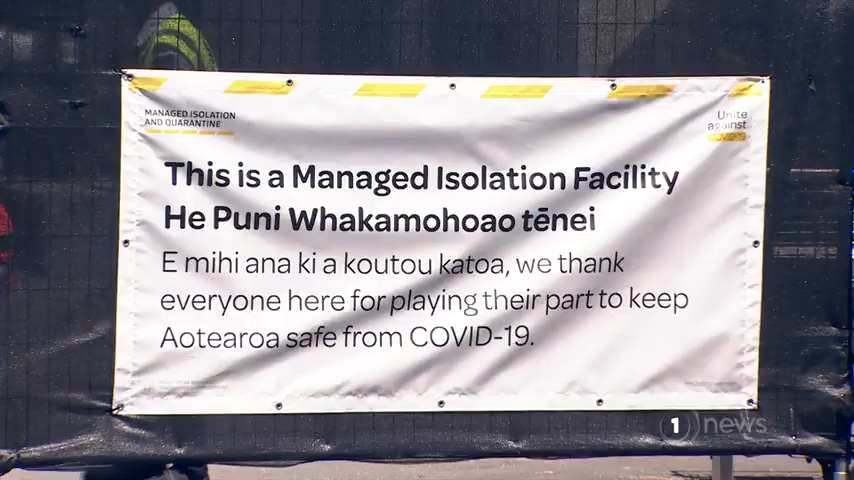 MANAGED ISOLATION
AND QUARANTINE
Unite
against
COVID-19
This is a Managed Isolation Facility
He Puni Whakamohoao tēnei
E mihi ana ki a koutou katoa, we thank
everyone here for playing their part to keep
Aotearoa safe from COVID-19.
1 news